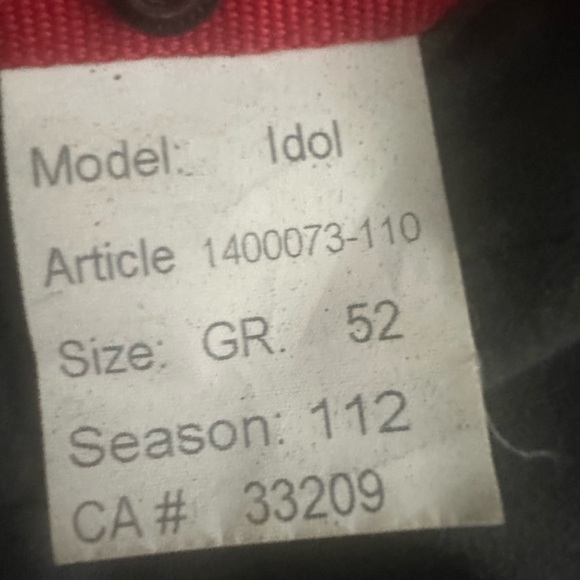 Model: Idol
Article 1400073-110
Size: GR. 52
Season: 112
CA # 33209